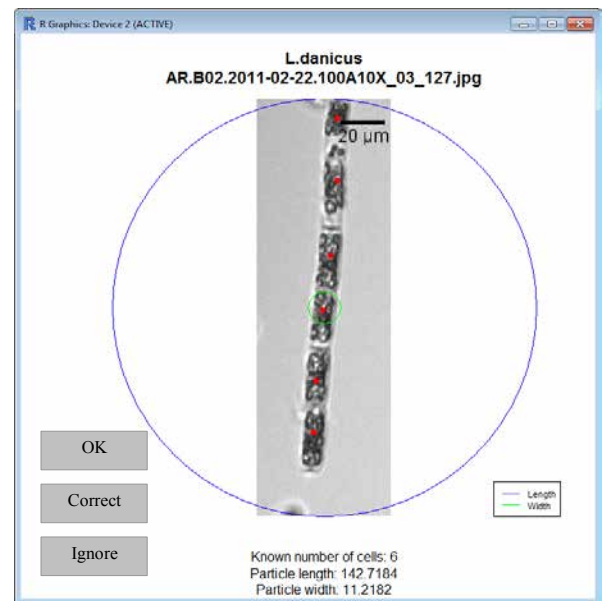 R Graphics: Device 2 (ACTIVE)
L.danicus
AR.B02.2011-02-22.100A10X_03_127.jpg
20 µm
OK
Correct
Ignore
Length
Width
Known number of cells: 6
Particle length: 142.7184
Particle width: 11.2182